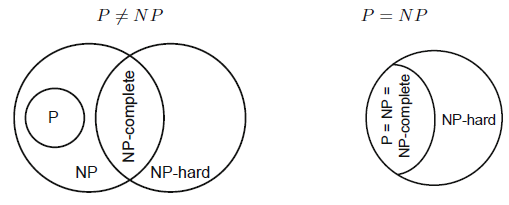 P ≠ NP
P
NP
NP-complete
NP-hard
P = NP
P = NP =
NP-complete
NP-hard